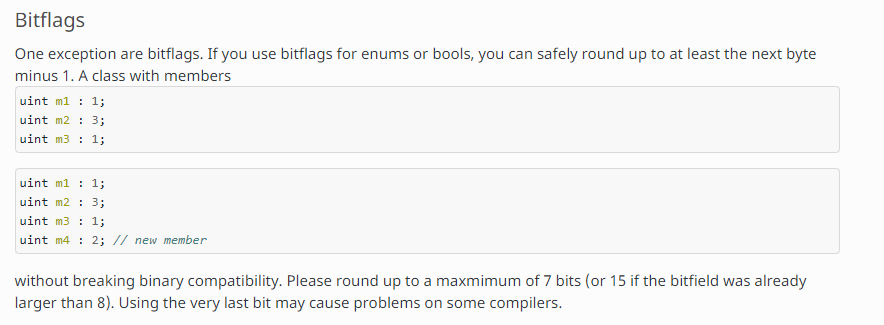 Bitflags
One exception are bitflags. If you use bitflags for enums or bools, you can safely round up to at least the next byte
minus 1. A class with members
uint m1 : 1;
uint m2 : 3;
uint m3 : 1;
uint m1 : 1;
uint m2 : 3;
uint m3 : 1;
uint m4 : 2; // new member
without breaking binary compatibility. Please round up to a maxmimum of 7 bits (or 15 if the bitfield was already
larger than 8). Using the very last bit may cause problems on some compilers.